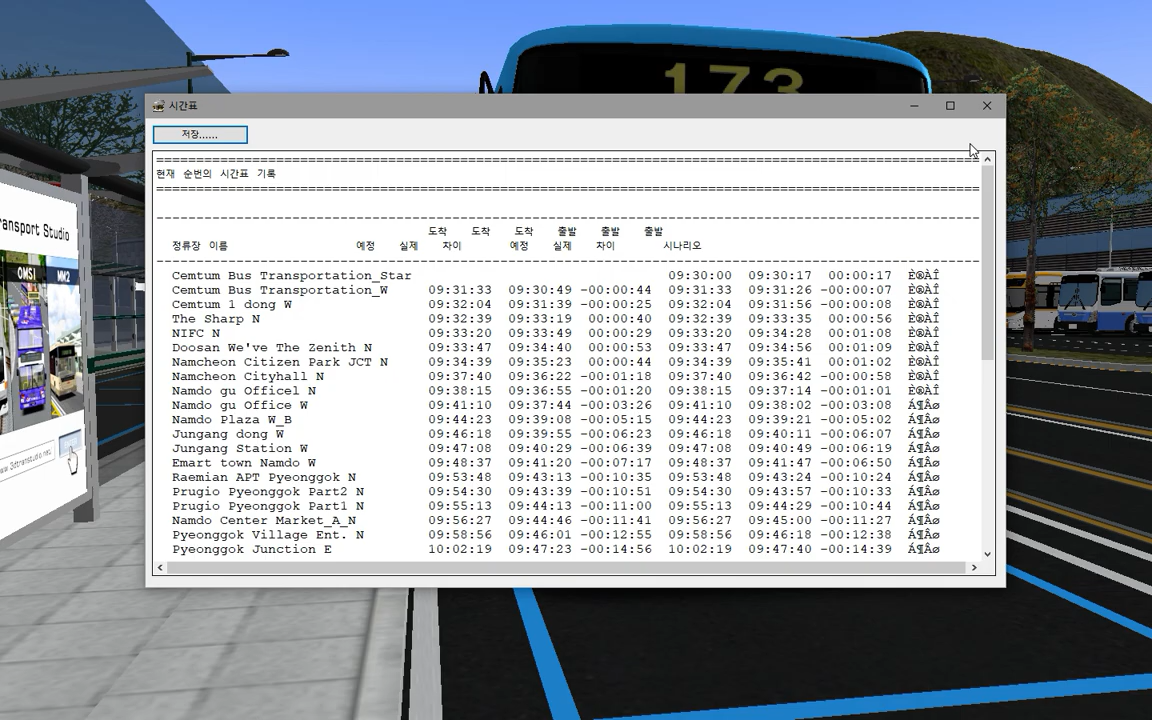 173
시간표
저장......
현재 순번의 시간표 기록
도착 도착 도착 출발 출발 출발
정류장 이름 예정 실제 차이 예정 실제 차이 시나리오
Cemtum Bus Transportation_Star 09:30:00 09:30:17 00:00:17 È®ÀÎ
Cemtum Bus Transportation_W 09:31:33 09:30:49 -00:00:44 09:31:33 09:31:26 -00:00:07 È®ÀÎ
Cemtum 1 dong W 09:32:04 09:31:39 -00:00:25 09:32:04 09:31:56 -00:00:08 È®ÀÎ
The Sharp N 09:32:39 09:33:19 00:00:40 09:32:39 09:33:35 00:00:56 È®ÀÎ
NIFC N 09:33:20 09:33:49 00:00:29 09:33:20 09:34:28 00:01:08 È®ÀÎ
Doosan We've The Zenith N 09:33:47 09:34:40 00:00:53 09:33:47 09:34:56 00:01:09 È®ÀÎ
Namcheon Citizen Park JCT N 09:34:39 09:35:23 00:00:44 09:34:39 09:35:41 00:01:02 È®ÀÎ
Namcheon Cityhall N 09:37:40 09:36:22 -00:01:18 09:37:40 09:36:42 -00:00:58 È®ÀÎ
Namdo gu Officel N 09:38:15 09:36:55 -00:01:20 09:38:15 09:37:14 -00:01:01 È®ÀÎ
Namdo gu Office W 09:41:10 09:37:44 -00:03:26 09:41:10 09:38:02 -00:03:08 Á¶Âø
Namdo Plaza W_B 09:44:23 09:39:08 -00:05:15 09:44:23 09:39:21 -00:05:02 Á¶Âø
Jungang dong W 09:46:18 09:39:55 -00:06:23 09:46:18 09:40:11 -00:06:07 Á¶Âø
Jungang Station W 09:47:08 09:40:29 -00:06:39 09:47:08 09:40:49 -00:06:19 Á¶Âø
Emart town Namdo W 09:48:37 09:41:20 -00:07:17 09:48:37 09:41:47 -00:06:50 Á¶Âø
Raemian APT Pyeonggok N 09:53:48 09:43:13 -00:10:35 09:53:48 09:43:24 -00:10:24 Á¶Âø
Prugio Pyeonggok Part2 N 09:54:30 09:43:39 -00:10:51 09:54:30 09:43:57 -00:10:33 Á¶Âø
Prugio Pyeonggok Part1 N 09:55:13 09:44:13 -00:11:00 09:55:13 09:44:29 -00:10:44 Á¶Âø
Namdo Center Market_A_N 09:56:27 09:44:46 -00:11:41 09:56:27 09:45:00 -00:11:27 Á¶Âø
Pyeonggok Village Ent. N 09:58:56 09:46:01 -00:12:55 09:58:56 09:46:18 -00:12:38 Á¶Âø
Pyeonggok Junction E 10:02:19 09:47:23 -00:14:56 10:02:19 09:47:40 -00:14:39 Á¶Âø
ransport Studio
OMSI MM2
www.3dtranstudio.net